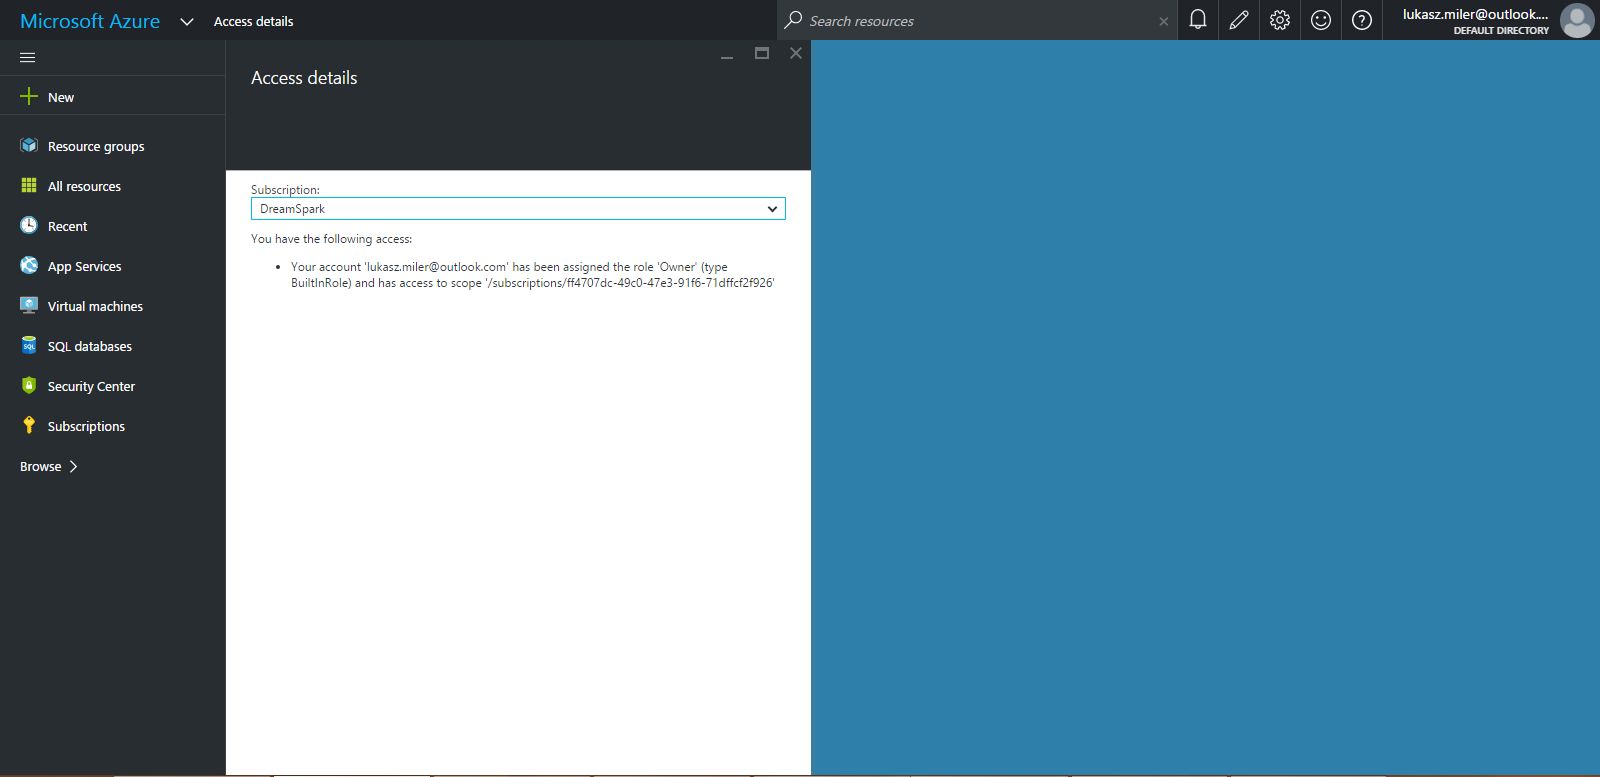 Microsoft Azure
Access details
Search resources
lukasz.miler@outlook....
DEFAULT DIRECTORY
New
Resource groups
All resources
Recent
App Services
Virtual machines
SQL databases
Security Center
Subscriptions
Browse
Access details
Subscription:
DreamSpark
You have the following access:
Your account 'lukasz.miler@outlook.com' has been assigned the role 'Owner' (type
BuiltInRole) and has access to scope '/subscriptions/ff4707dc-49c0-47e3-91f6-71dffcf2f926'